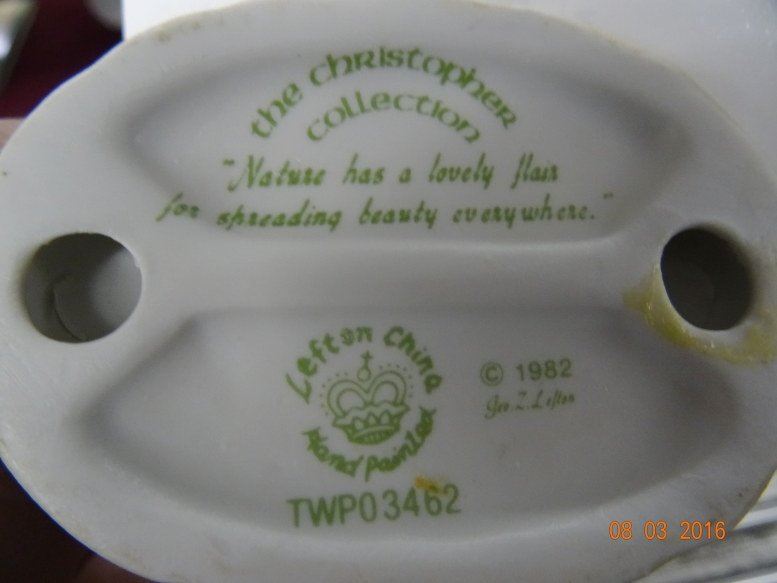 the christopher
collection
"Nature has a lovely flair
for spreading beauty everywhere."
Lefton China
Hand painted
© 1982
Geo. Z. Lefton
TWP03462
08 03 2016